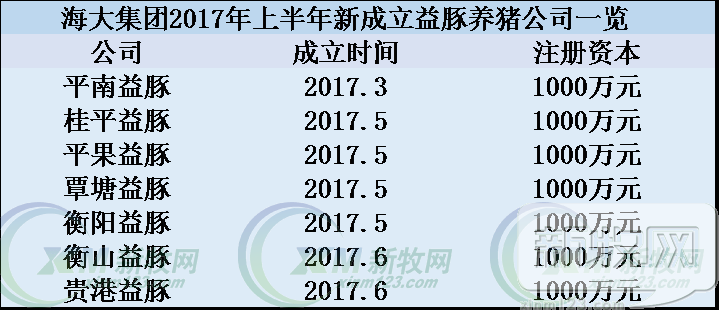 海大集团2017年上半年新成立益豚养猪公司一览
公司 成立时间 注册资本
平南益豚 2017.3 1000万元
桂平益豚 2017.5 1000万元
平果益豚 2017.5 1000万元
覃塘益豚 2017.5 1000万元
衡阳益豚 2017.5 1000万元
衡山益豚 2017.6 1000万元
贵港益豚 2017.6 1000万元
新牧网
xinm123.com